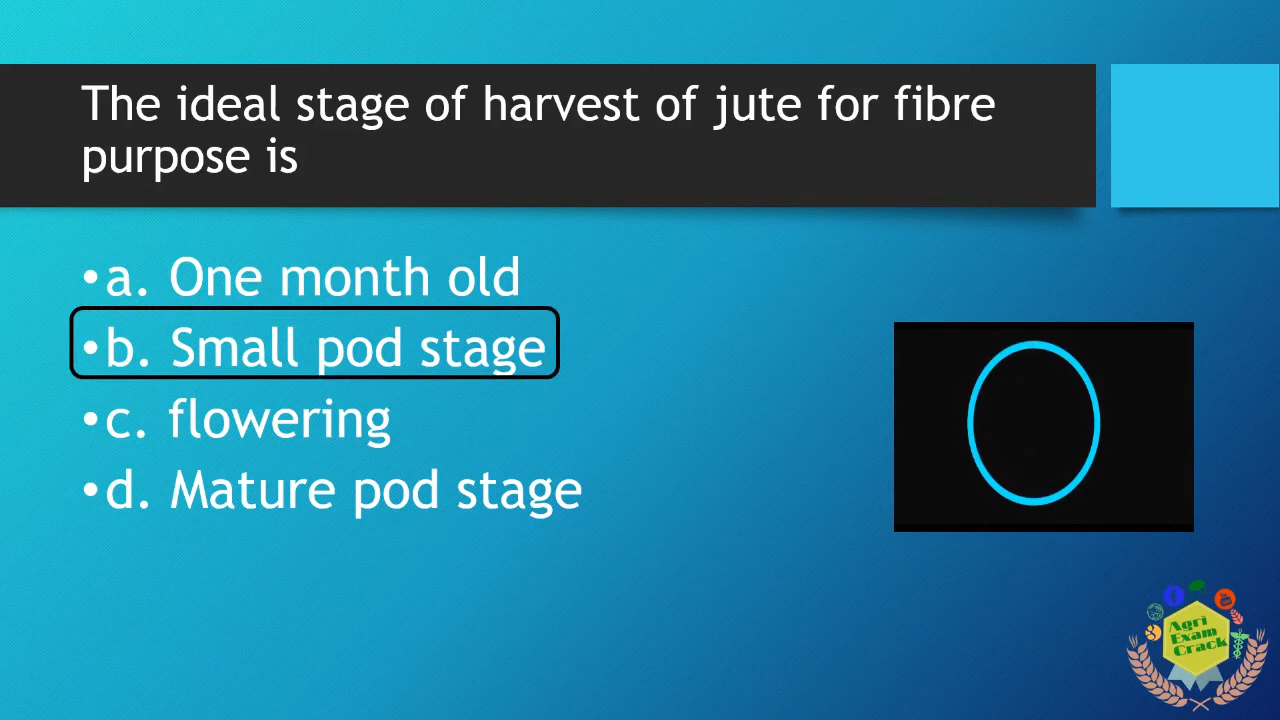 The ideal stage of harvest of jute for fibre
purpose is
•a. One month old
•b. Small pod stage
•c. flowering
•d. Mature pod stage
Agri
Exam
Crack